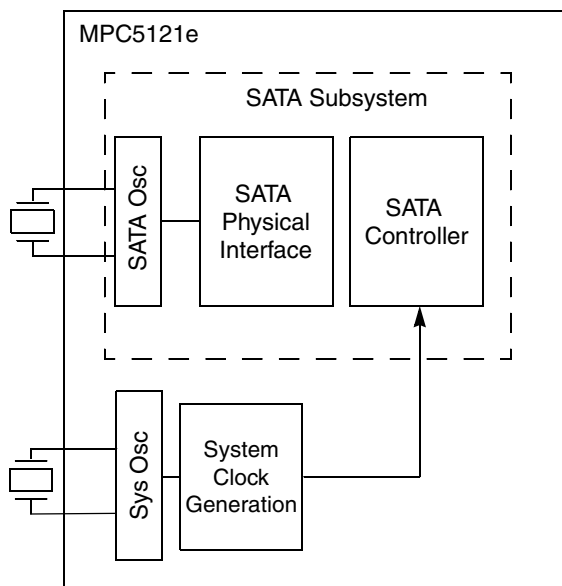 MPC5121e
SATA Subsystem
SATA Osc
SATA
Physical
Interface
SATA
Controller
Sys Osc
System
Clock
Generation